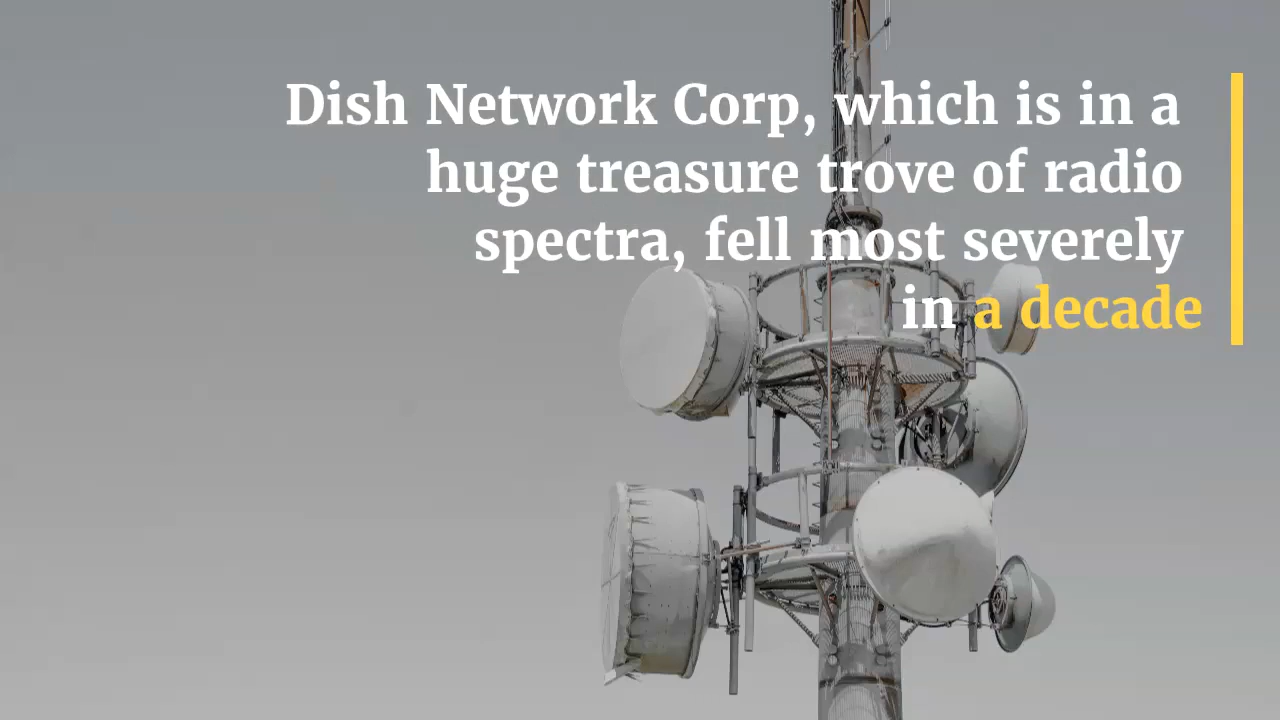 Dish Network Corp, which is in a
huge treasure trove of radio
spectra, fell most severely
in a decade